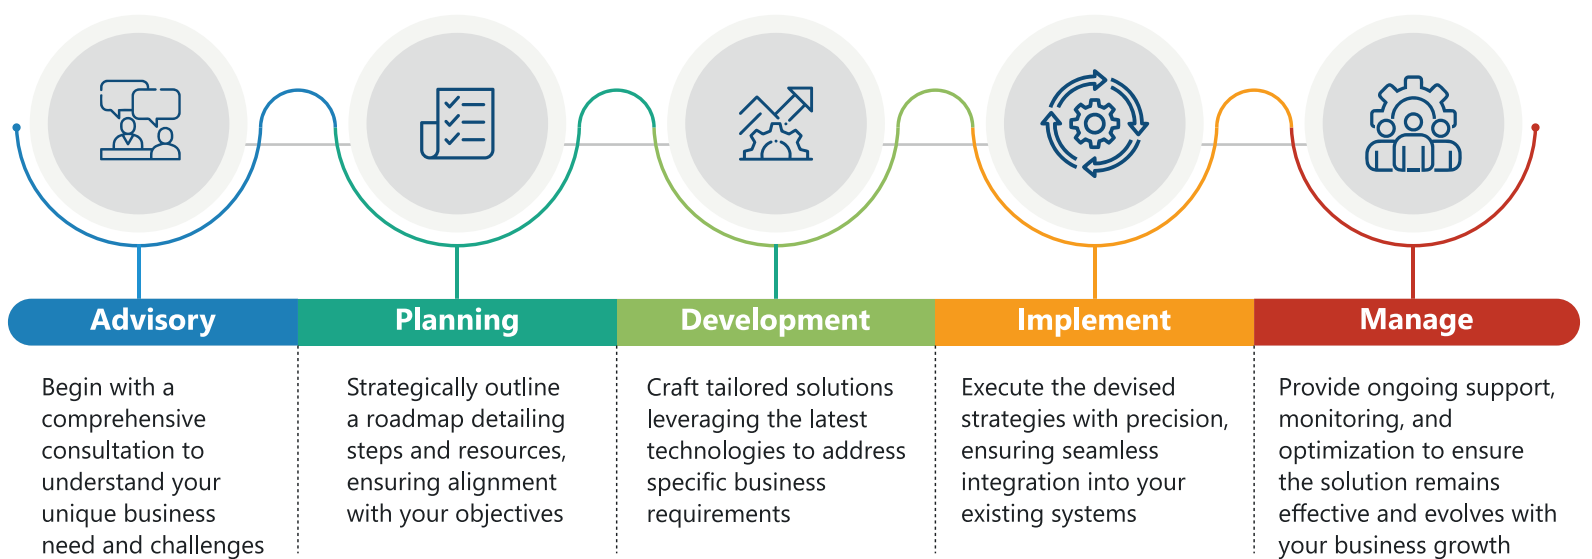 Advisory
Begin with a
comprehensive
consultation to
understand your
unique business
need and challenges
Planning
Strategically outline
a roadmap detailing
steps and resources,
ensuring alignment
with your objectives
Development
Craft tailored solutions
leveraging the latest
technologies to address
specific business
requirements
Implement
Execute the devised
strategies with precision,
ensuring seamless
integration into your
existing systems
Manage
Provide ongoing support,
monitoring, and
optimization to ensure
the solution remains
effective and evolves with
your business growth